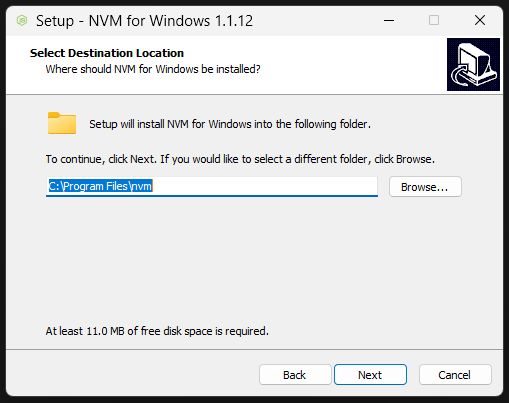 Setup - NVM for Windows 1.1.12
Select Destination Location
Where should NVM for Windows be installed?
Setup will install NVM for Windows into the following folder.
To continue, click Next. If you would like to select a different folder, click Browse.
C:\Program Files\nvm
Browse...
At least 11.0 MB of free disk space is required.
Back
Next
Cancel